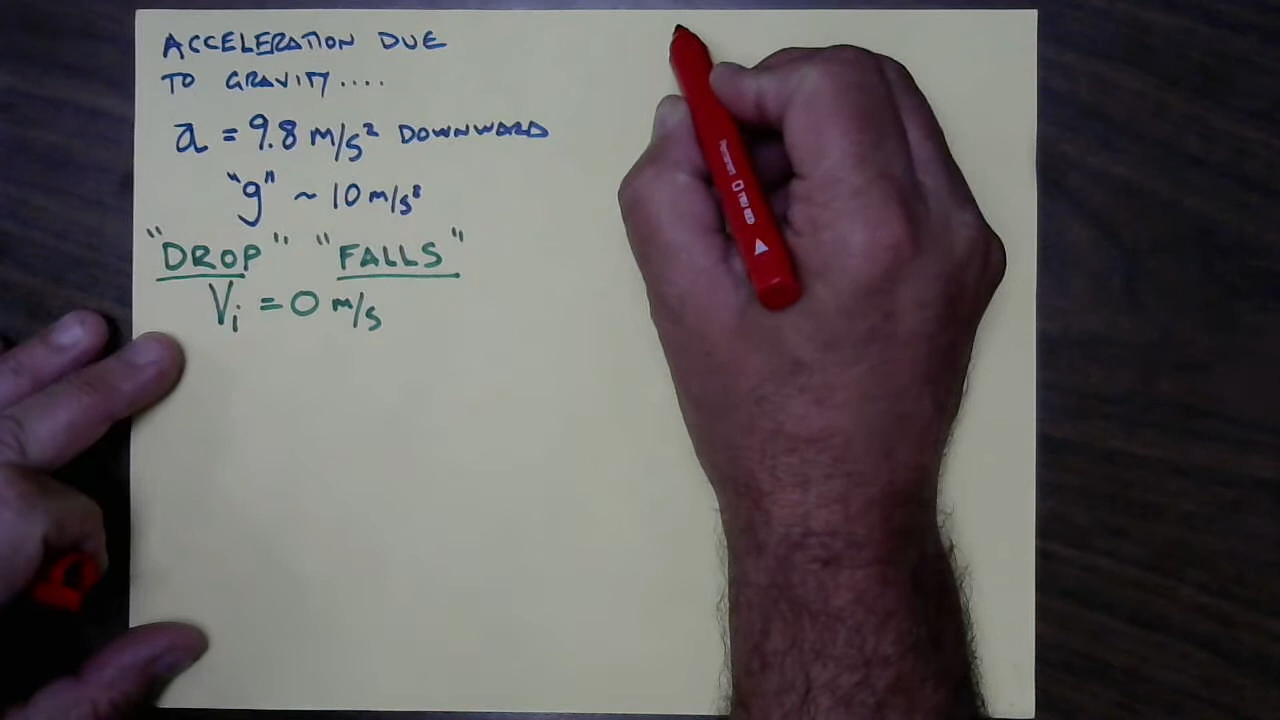 ACCELERATION DUE
TO GRAVITY....
a = 9.8 m/s² DOWNWARD
"g" ~ 10 m/s²
"DROP" "FALLS"
Vi = 0 m/s